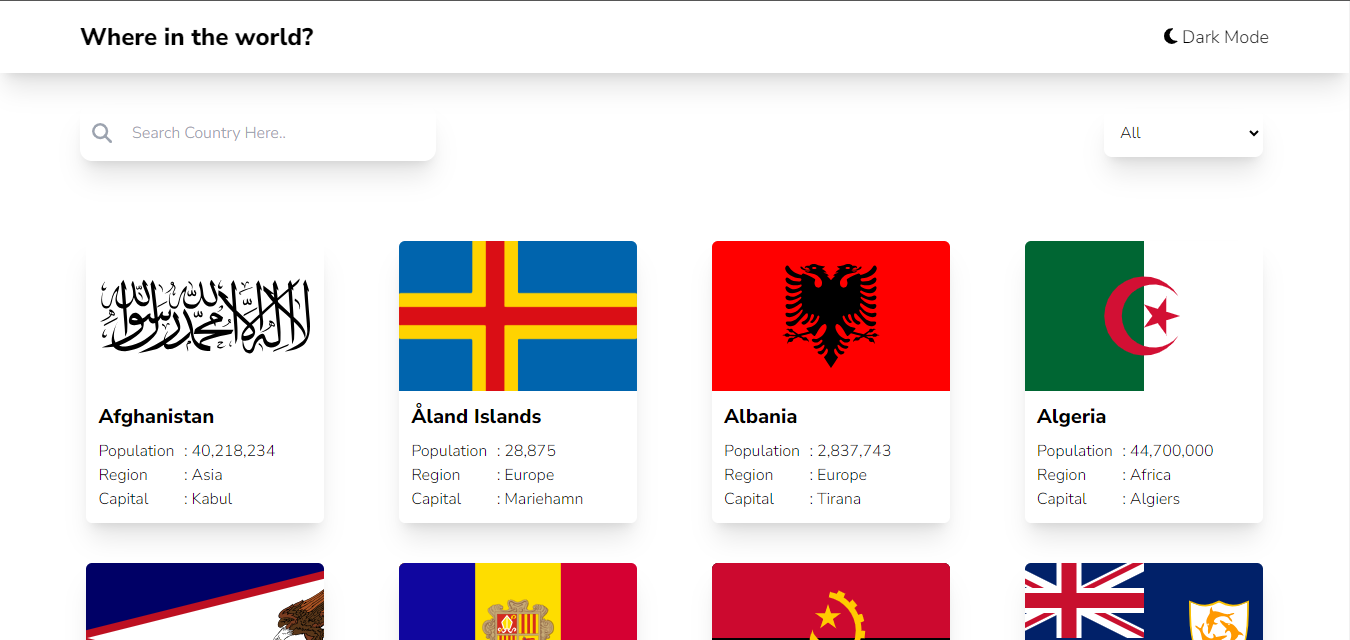 Where in the world?
Dark Mode
Search Country Here..
All
لا إله إلا الله محمد رسول الله
Afghanistan
Population : 40,218,234
Region : Asia
Capital : Kabul
Åland Islands
Population : 28,875
Region : Europe
Capital : Mariehamn
Albania
Population : 2,837,743
Region : Europe
Capital : Tirana
Algeria
Population : 44,700,000
Region : Africa
Capital : Algiers